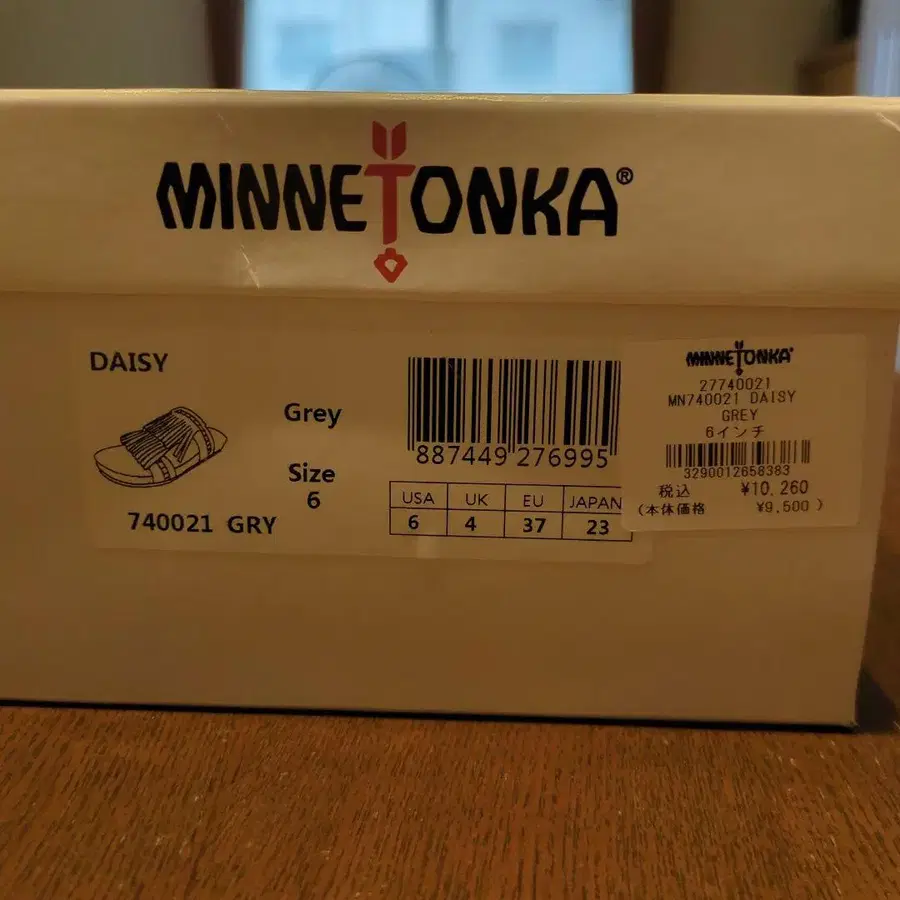 MINNETONKA®
DAISY
Grey
Size
6
740021 GRY
887449 276995
USA UK EU JAPAN
6 4 37 23
MINNETONKA
27740021
MN740021 DAISY
GREY
6インチ
3290012658383
税込 ¥10,260
(本体価格 ¥9,500 )